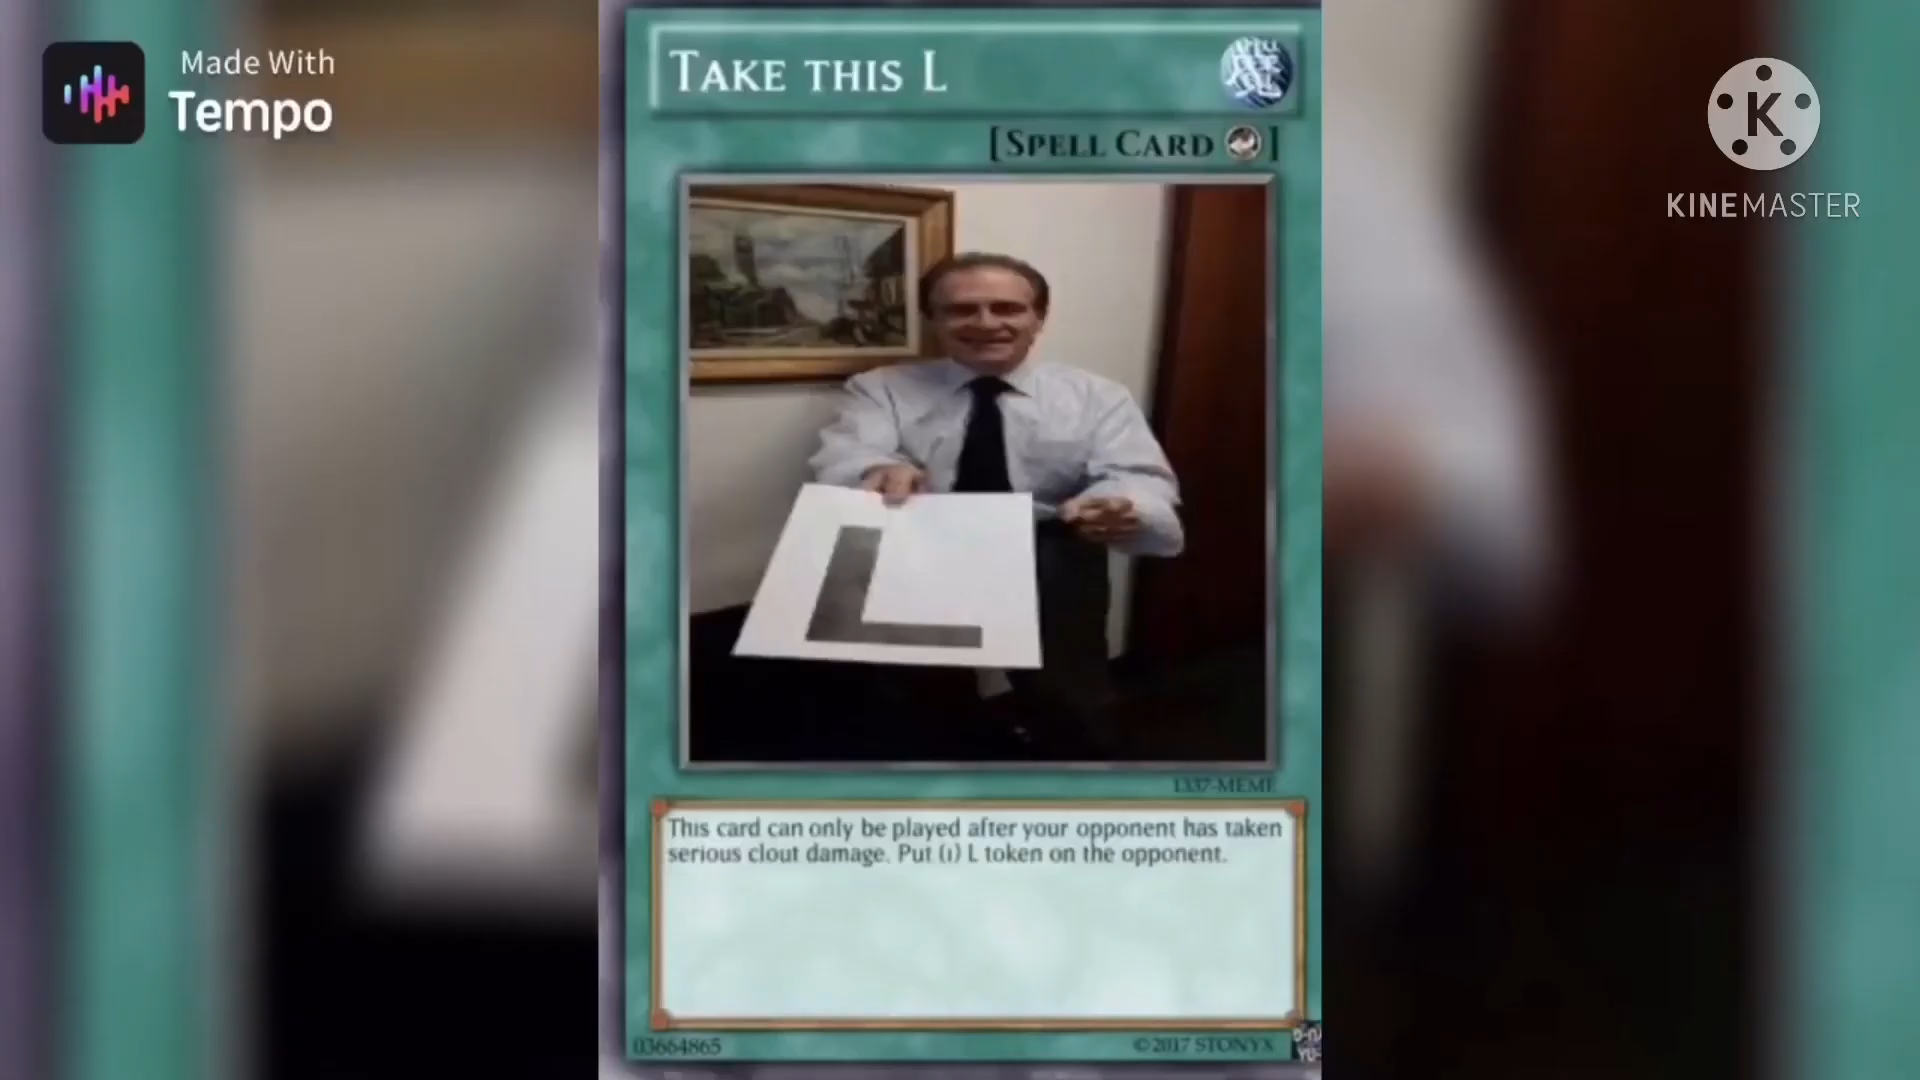 Made With
Tempo
K
KINEMASTER
TAKE THIS L
[SPELL CARD ]
L
1337-MEME
This card can only be played after your opponent has taken
serious clout damage. Put (1) L token on the opponent.
03664865
©2017 STONYX